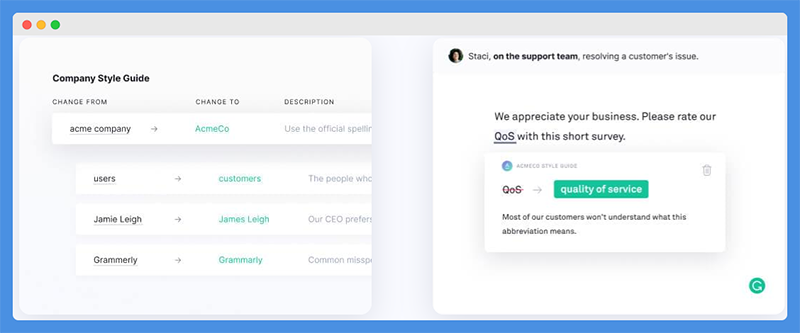 Company Style Guide
CHANGE FROM CHANGE TO DESCRIPTION
acme company → AcmeCo Use the official spellin
users → customers The people who
Jamie Leigh → James Leigh Our CEO prefers
Grammerly → Grammarly Common misspe
Staci, on the support team, resolving a customer's issue.
We appreciate your business. Please rate our
QoS with this short survey.
ACMECO STYLE GUIDE
QoS → quality of service
Most of our customers won't understand what this
abbreviation means.